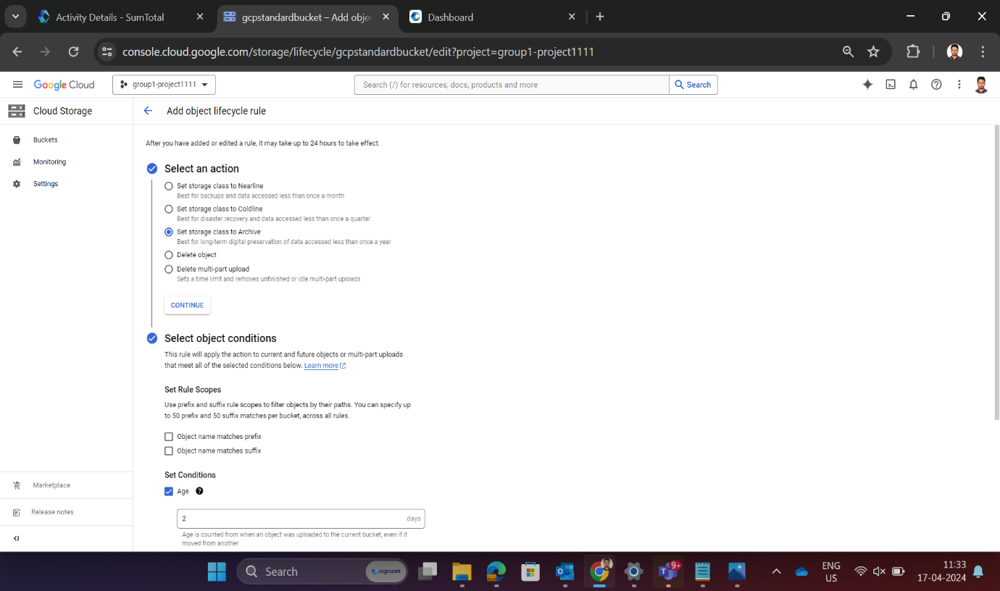 Activity Details - SumTotal
gcpstandardbucket – Add objec
Dashboard
console.cloud.google.com/storage/lifecycle/gcpstandardbucket/edit?project=group1-project1111
Google Cloud
group1-project1111
Search (/) for resources, docs, products and more
Search
Cloud Storage
Add object lifecycle rule
Buckets
Monitoring
Settings
Marketplace
Release notes
After you have added or edited a rule, it may take up to 24 hours to take effect.
Select an action
Set storage class to Nearline
Best for backups and data accessed less than once a month
Set storage class to Coldline
Best for disaster recovery and data accessed less than once a quarter
Set storage class to Archive
Best for long-term digital preservation of data accessed less than once a year
Delete object
Delete multi-part upload
Sets a time limit and removes unfinished or idle multi-part uploads
CONTINUE
Select object conditions
This rule will apply the action to current and future objects or multi-part uploads
that meet all of the selected conditions below. Learn more
Set Rule Scopes
Use prefix and suffix rule scopes to filter objects by their paths. You can specify up
to 50 prefix and 50 suffix matches per bucket, across all rules.
Object name matches prefix
Object name matches suffix
Set Conditions
Age
2 days
Age is counted from when an object was uploaded to the current bucket, even if it
moved from another
Search
cognizant
9+
ENG
US
11:33
17-04-2024